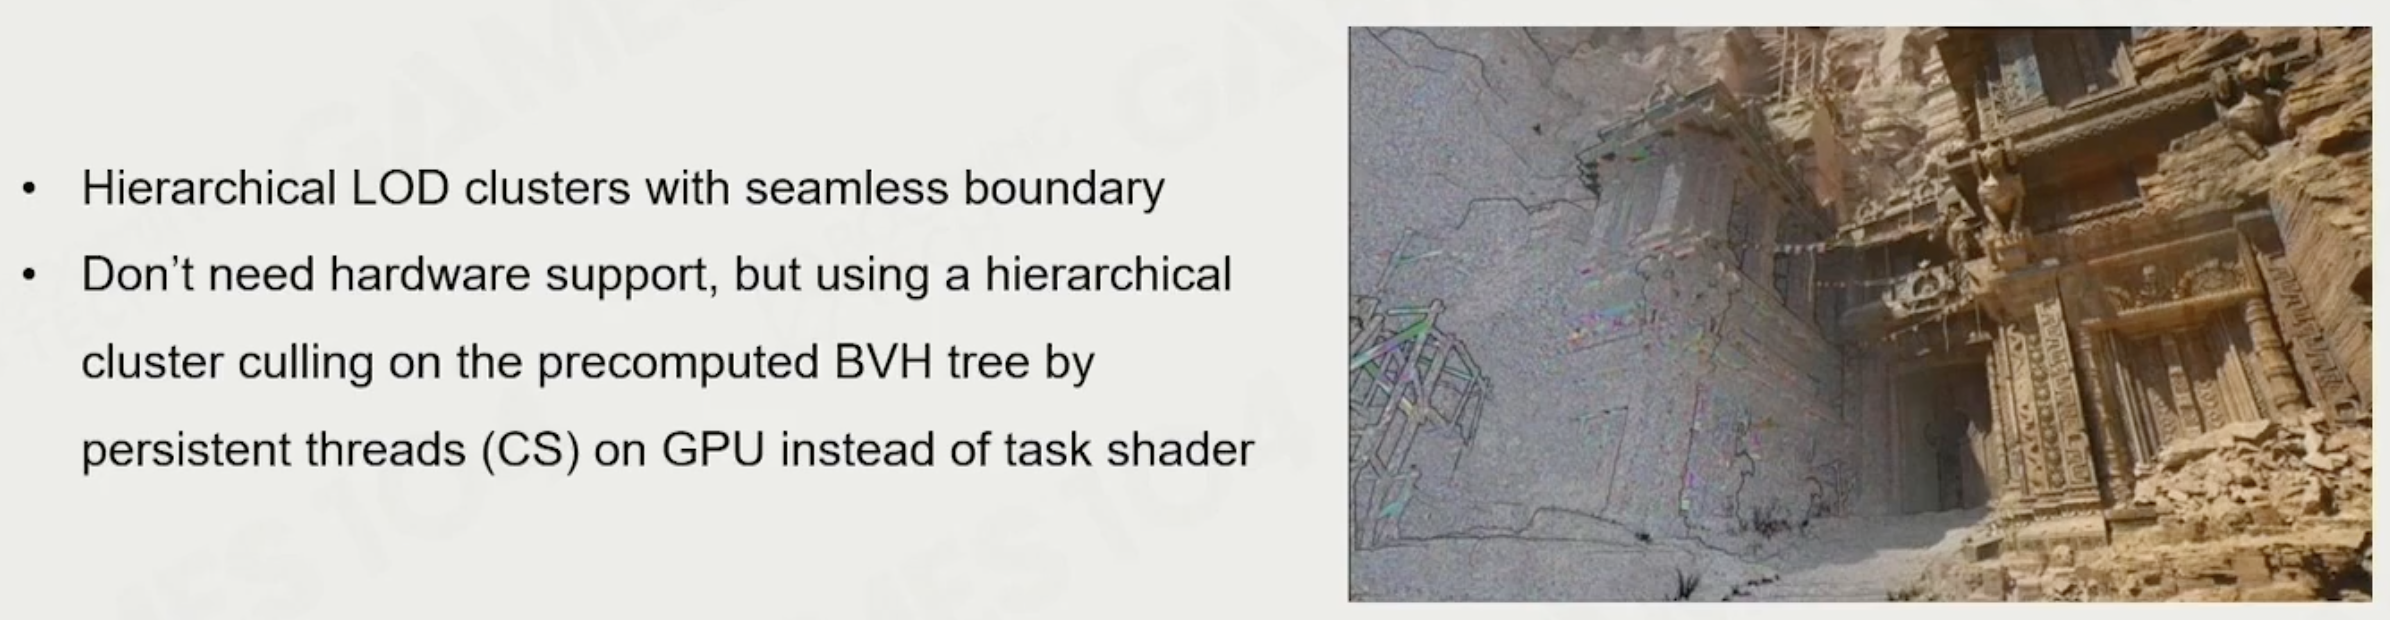 • Hierarchical LOD clusters with seamless boundary
• Don’t need hardware support, but using a hierarchical
cluster culling on the precomputed BVH tree by
persistent threads (CS) on GPU instead of task shader